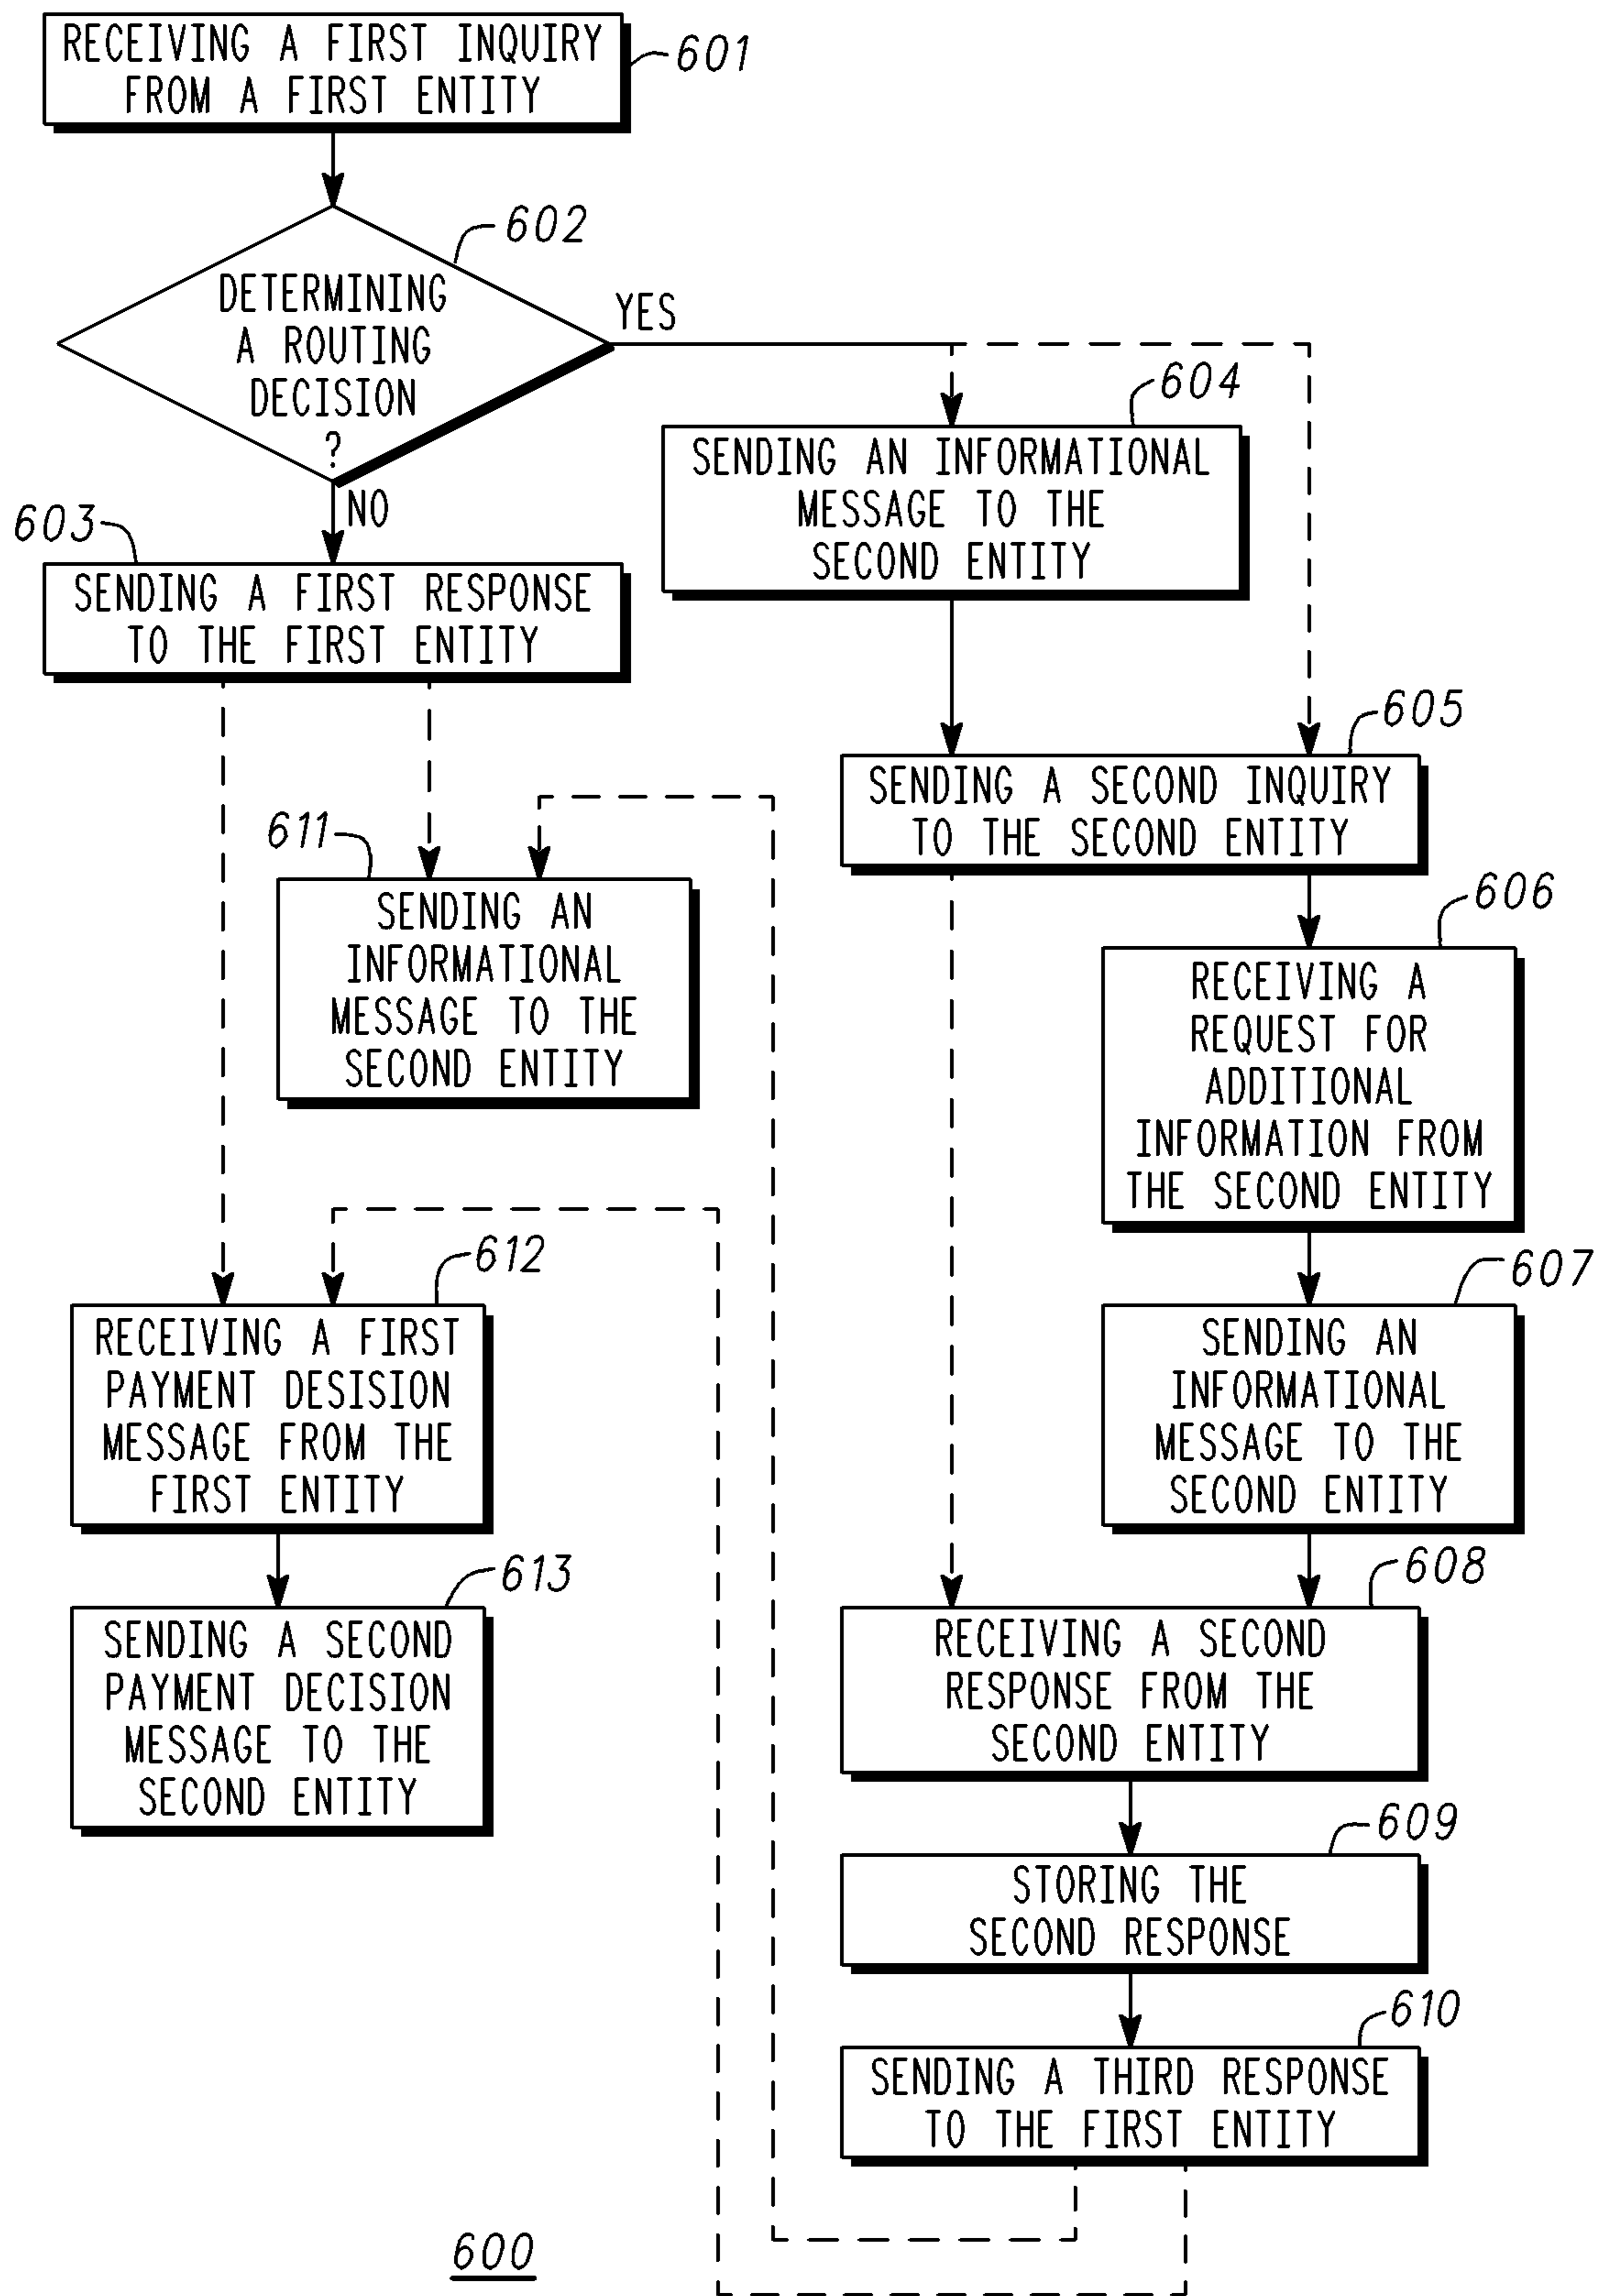 RECEIVING A FIRST INQUIRY
FROM A FIRST ENTITY
601
602
DETERMINING
A ROUTING
DECISION
?
YES
NO
603
SENDING A FIRST RESPONSE
TO THE FIRST ENTITY
604
SENDING AN INFORMATIONAL
MESSAGE TO THE
SECOND ENTITY
605
SENDING A SECOND INQUIRY
TO THE SECOND ENTITY
611
SENDING AN
INFORMATIONAL
MESSAGE TO THE
SECOND ENTITY
606
RECEIVING A
REQUEST FOR
ADDITIONAL
INFORMATION FROM
THE SECOND ENTITY
612
RECEIVING A FIRST
PAYMENT DESISION
MESSAGE FROM THE
FIRST ENTITY
607
SENDING AN
INFORMATIONAL
MESSAGE TO THE
SECOND ENTITY
613
SENDING A SECOND
PAYMENT DECISION
MESSAGE TO THE
SECOND ENTITY
608
RECEIVING A SECOND
RESPONSE FROM THE
SECOND ENTITY
609
STORING THE
SECOND RESPONSE
610
SENDING A THIRD RESPONSE
TO THE FIRST ENTITY
600